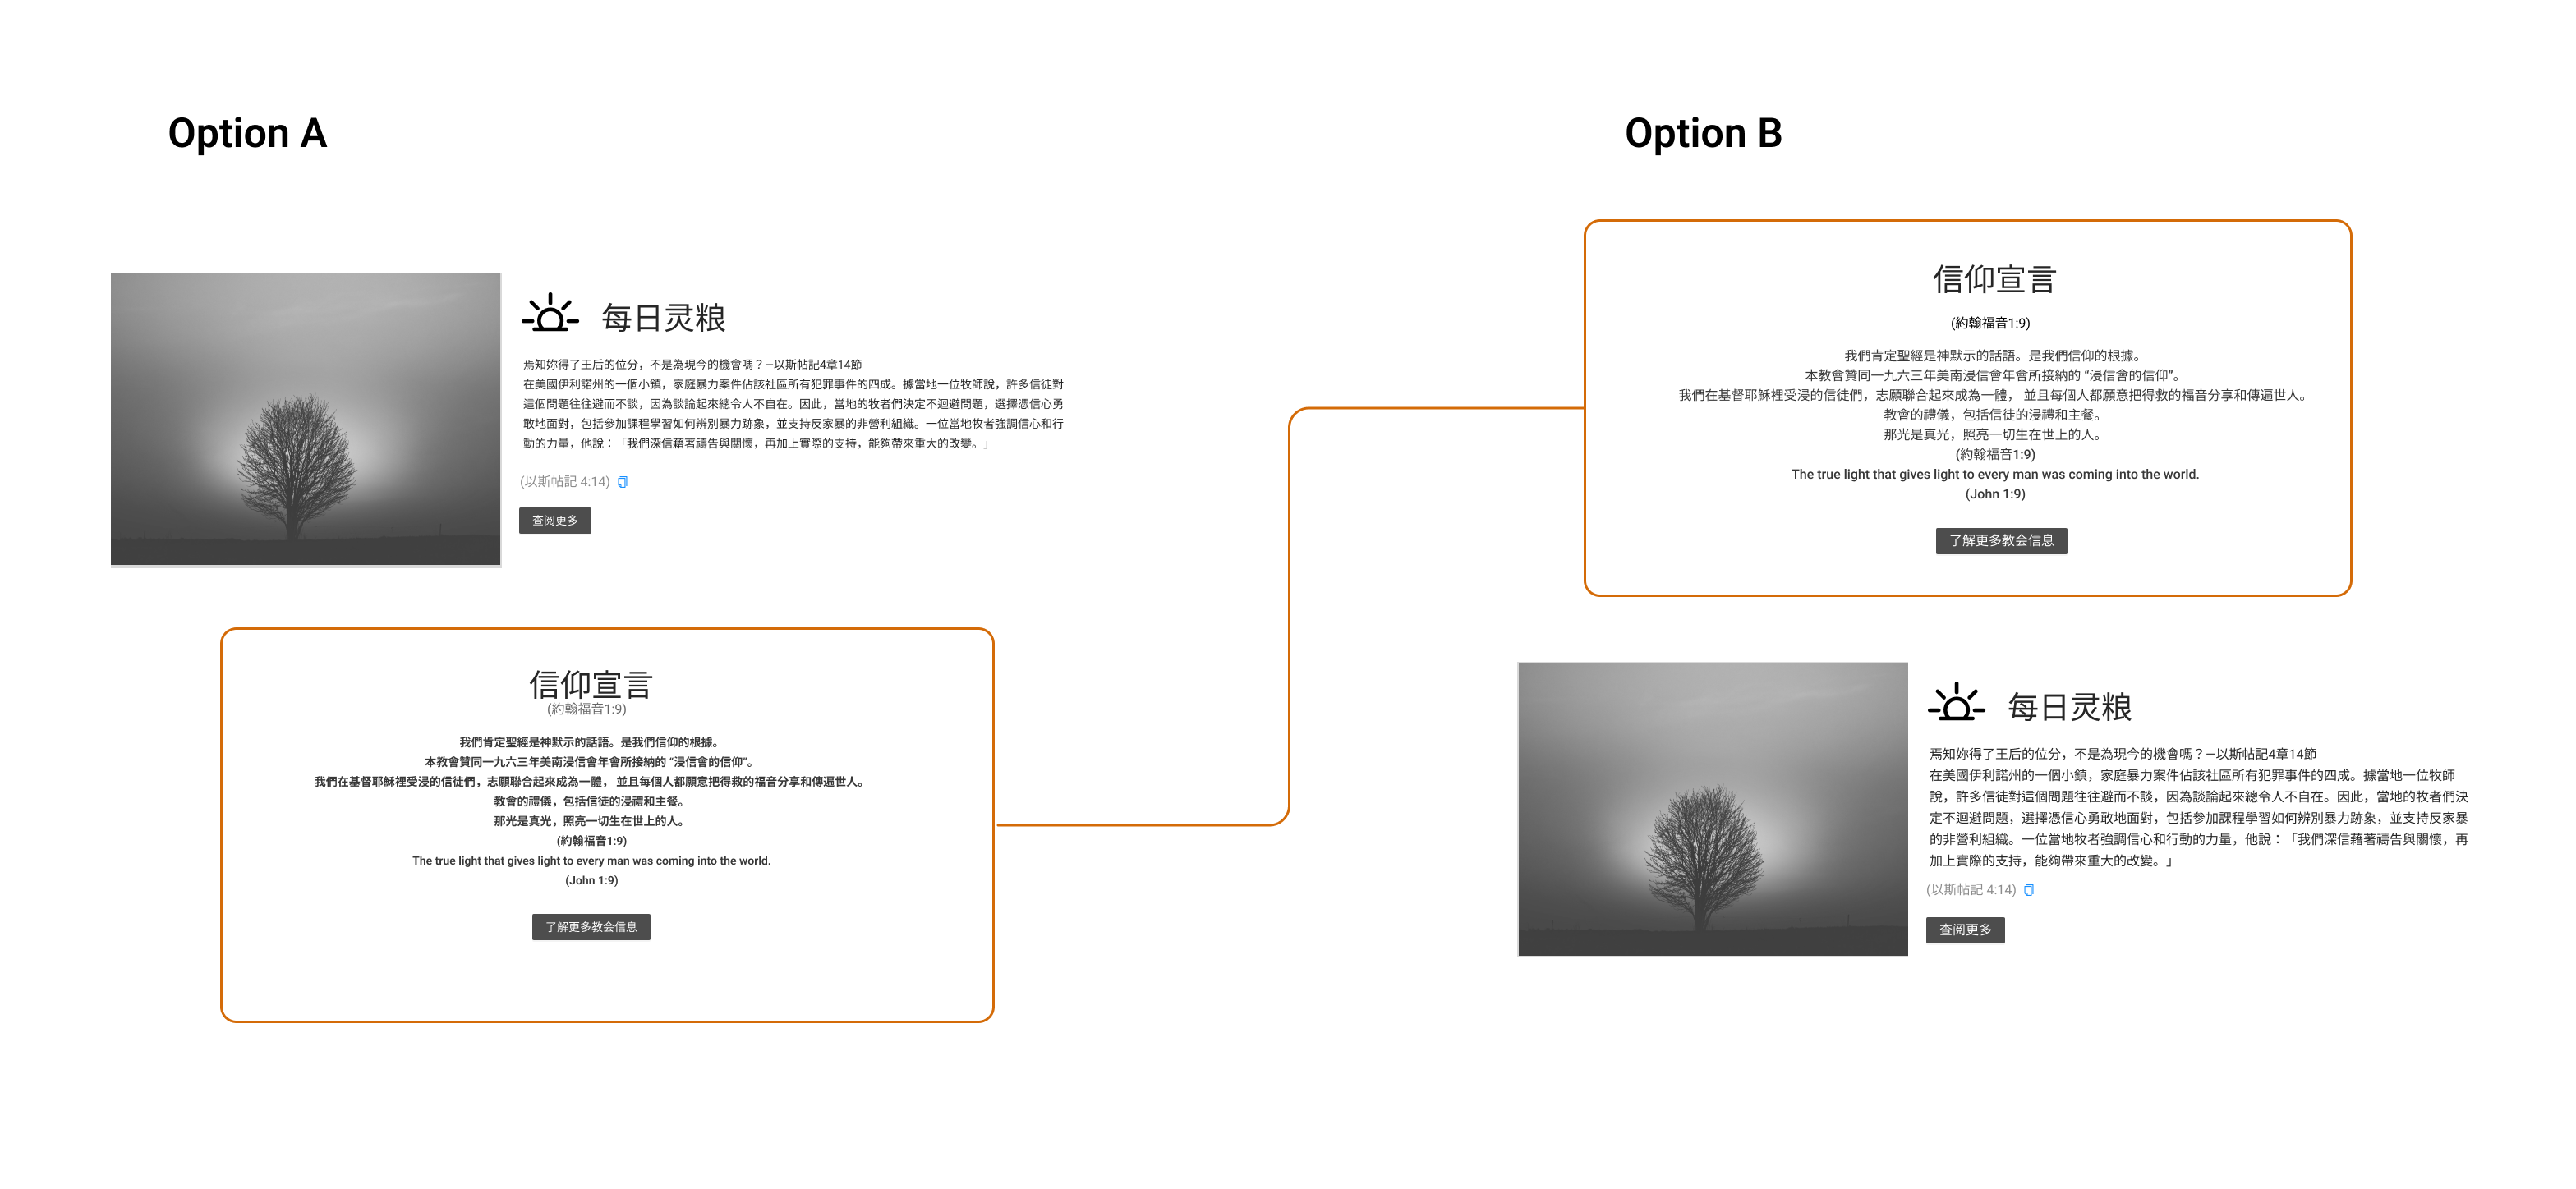 Option A
每日灵粮
焉知妳得了王后的位分，不是為現今的機會嗎？—以斯帖記4章14節
在美國伊利諾州的一個小鎮，家庭暴力案件佔該社區所有犯罪事件的四成。據當地一位牧師說，許多信徒對
這個問題往往避而不談，因為談論起來總令人不自在。因此，當地的牧者們決定不迴避問題，選擇憑信心勇
敢地面對，包括參加課程學習如何辨別暴力跡象，並支持反家暴的非營利組織。一位當地牧者強調信心和行
動的力量，他說：「我們深信藉著禱告與關懷，再加上實際的支持，能夠帶來重大的改變。」
(以斯帖記 4:14)
查阅更多
信仰宣言
(約翰福音1:9)
我們肯定聖經是神默示的話語。是我們信仰的根據。
本教會贊同一九六三年美南浸信會年會所接納的 “浸信會的信仰”。
我們在基督耶穌裡受浸的信徒們，志願聯合起來成為一體， 並且每個人都願意把得救的福音分享和傳遍世人。
教會的禮儀，包括信徒的浸禮和主餐。
那光是真光，照亮一切生在世上的人。
(約翰福音1:9)
The true light that gives light to every man was coming into the world.
(John 1:9)
了解更多教会信息
Option B
信仰宣言
(約翰福音1:9)
我們肯定聖經是神默示的話語。是我們信仰的根據。
本教會贊同一九六三年美南浸信會年會所接納的 “浸信會的信仰”。
我們在基督耶穌裡受浸的信徒們，志願聯合起來成為一體， 並且每個人都願意把得救的福音分享和傳遍世人。
教會的禮儀，包括信徒的浸禮和主餐。
那光是真光，照亮一切生在世上的人。
(約翰福音1:9)
The true light that gives light to every man was coming into the world.
(John 1:9)
了解更多教会信息
每日灵粮
焉知妳得了王后的位分，不是為現今的機會嗎？—以斯帖記4章14節
在美國伊利諾州的一個小鎮，家庭暴力案件佔該社區所有犯罪事件的四成。據當地一位牧師
說，許多信徒對這個問題往往避而不談，因為談論起來總令人不自在。因此，當地的牧者們決
定不迴避問題，選擇憑信心勇敢地面對，包括參加課程學習如何辨別暴力跡象，並支持反家暴
的非營利組織。一位當地牧者強調信心和行動的力量，他說：「我們深信藉著禱告與關懷，再
加上實際的支持，能夠帶來重大的改變。」
(以斯帖記 4:14)
查阅更多